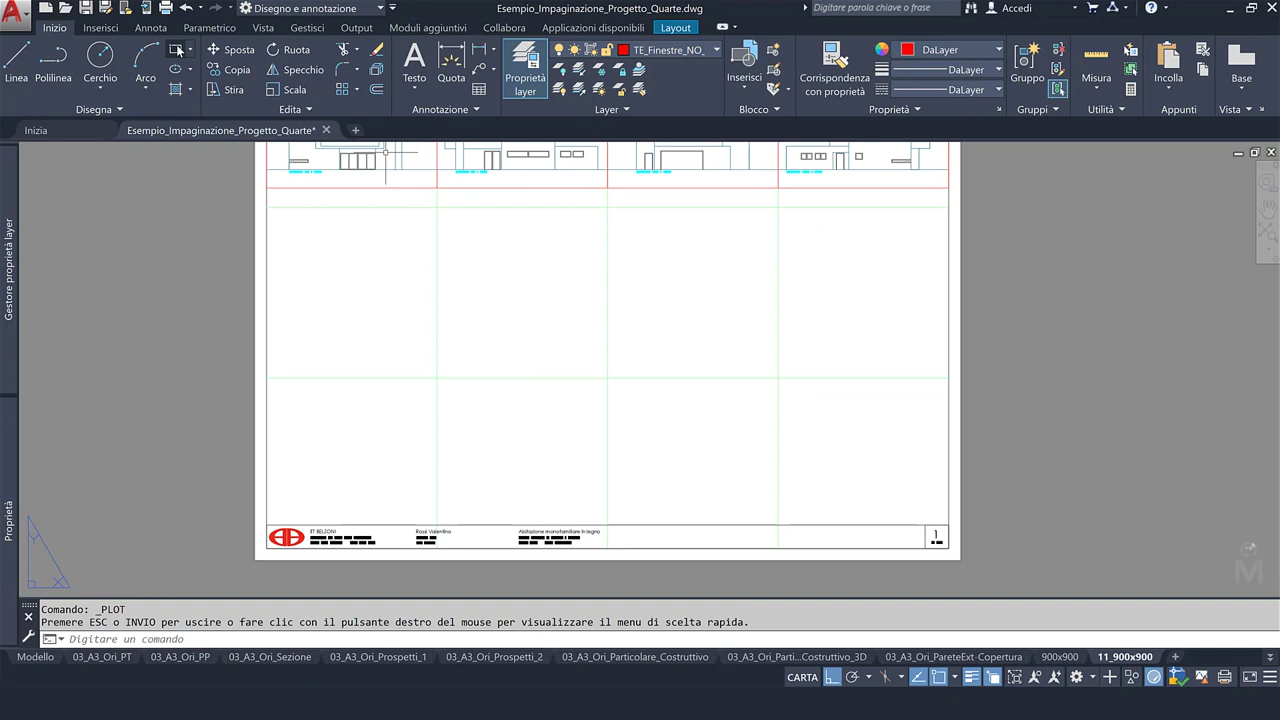 Disegno e annotazione
Esempio_Impaginazione_Progetto_Quarte.dwg
Digitare parola chiave o frase
Accedi
Inizio Inserisci Annota Parametrico Vista Gestisci Output Moduli aggiuntivi Collabora Applicazioni disponibili Layout
Linea Polilinea Cerchio Arco
Sposta Ruota
Copia Specchio
Stira Scala
Testo Quota
Proprietà layer
TE_Finestre_NO_
Inserisci
Corrispondenza con proprietà
DaLayer
DaLayer
DaLayer
Gruppo Misura Incolla Base
Disegna Edita Annotazione Layer Blocco Proprietà Gruppi Utilità Appunti Vista
Inizia Esempio_Impaginazione_Progetto_Quarte*
Gestore proprietà layer
Proprietà
IT BELZONI
Rossi Valentino
Abitazione monofamiliare in legno
1
Y
X
M
Comando: _PLOT
Premere ESC o INVIO per uscire o fare clic con il pulsante destro del mouse per visualizzare il menu di scelta rapida.
Digitare un comando
Modello 03_A3_Ori_PT 03_A3_Ori_PP 03_A3_Ori_Sezione 03_A3_Ori_Prospetti_1 03_A3_Ori_Prospetti_2 03_A3_Ori_Particolare_Costruttivo 03_A3_Ori_Parti...Costruttivo_3D 03_A3_Ori_PareteExt-Copertura 900x900 11_900x900
CARTA